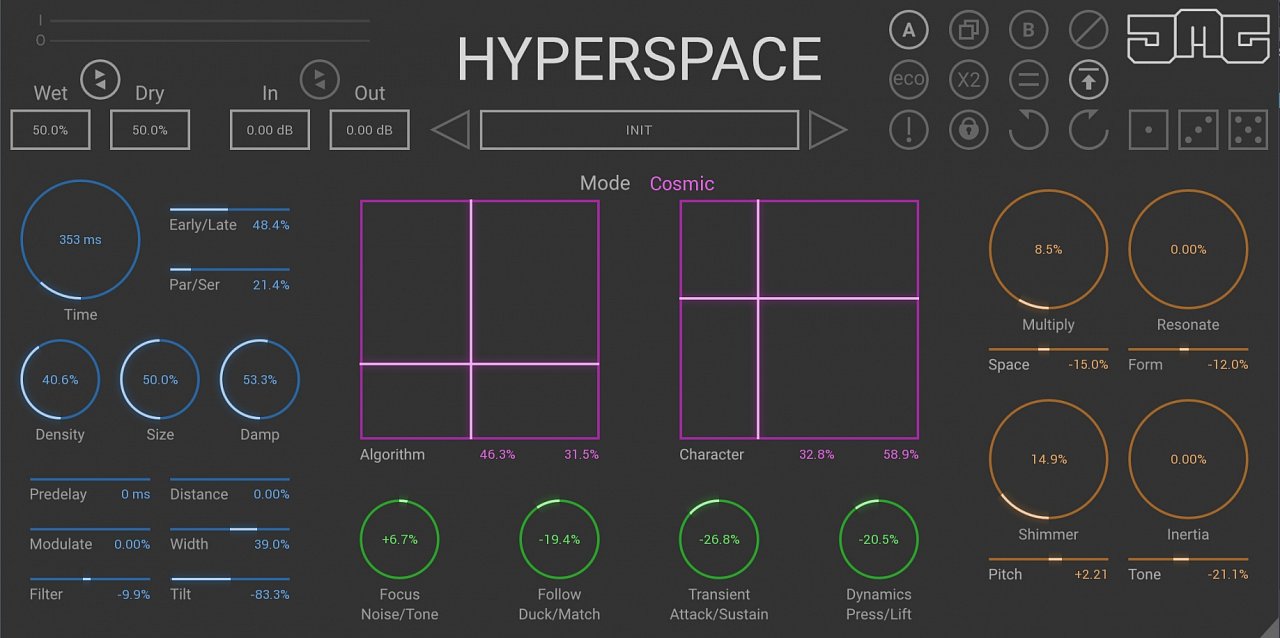 I
O
HYPERSPACE
A
B
JMG
eco
X2
Wet
Dry
In
Out
50.0%
50.0%
0.00 dB
0.00 dB
INIT
Mode Cosmic
353 ms
Time
Early/Late 48.4%
Par/Ser 21.4%
40.6%
50.0%
53.3%
Density
Size
Damp
Predelay 0 ms
Distance 0.00%
Modulate 0.00%
Width 39.0%
Filter -9.9%
Tilt -83.3%
Algorithm 46.3% 31.5%
Character 32.8% 58.9%
+6.7%
Focus
Noise/Tone
-19.4%
Follow
Duck/Match
-26.8%
Transient
Attack/Sustain
-20.5%
Dynamics
Press/Lift
8.5%
Multiply
0.00%
Resonate
Space -15.0%
Form -12.0%
14.9%
Shimmer
0.00%
Inertia
Pitch +2.21
Tone -21.1%